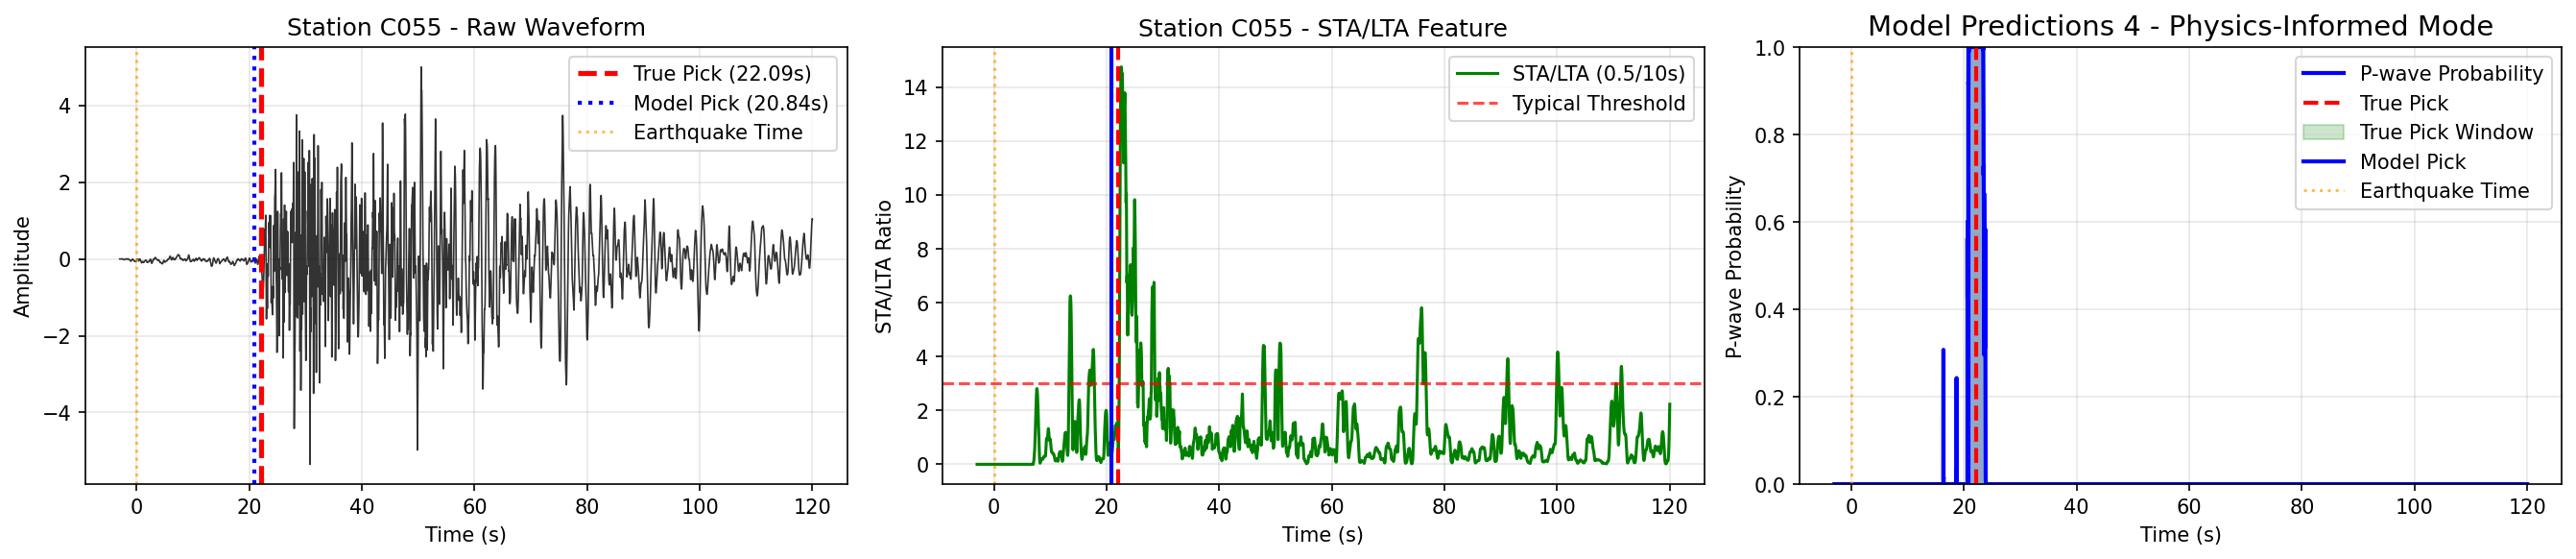 Station C055 - Raw Waveform
Amplitude
4
2
0
−2
−4
True Pick (22.09s)
Model Pick (20.84s)
Earthquake Time
0
20
40
60
80
100
120
Time (s)
Station C055 - STA/LTA Feature
STA/LTA Ratio
14
12
10
8
6
4
2
0
STA/LTA (0.5/10s)
Typical Threshold
0
20
40
60
80
100
120
Time (s)
Model Predictions 4 - Physics-Informed Mode
P-wave Probability
1.0
0.8
0.6
0.4
0.2
0.0
P-wave Probability
True Pick
True Pick Window
Model Pick
Earthquake Time
0
20
40
60
80
100
120
Time (s)